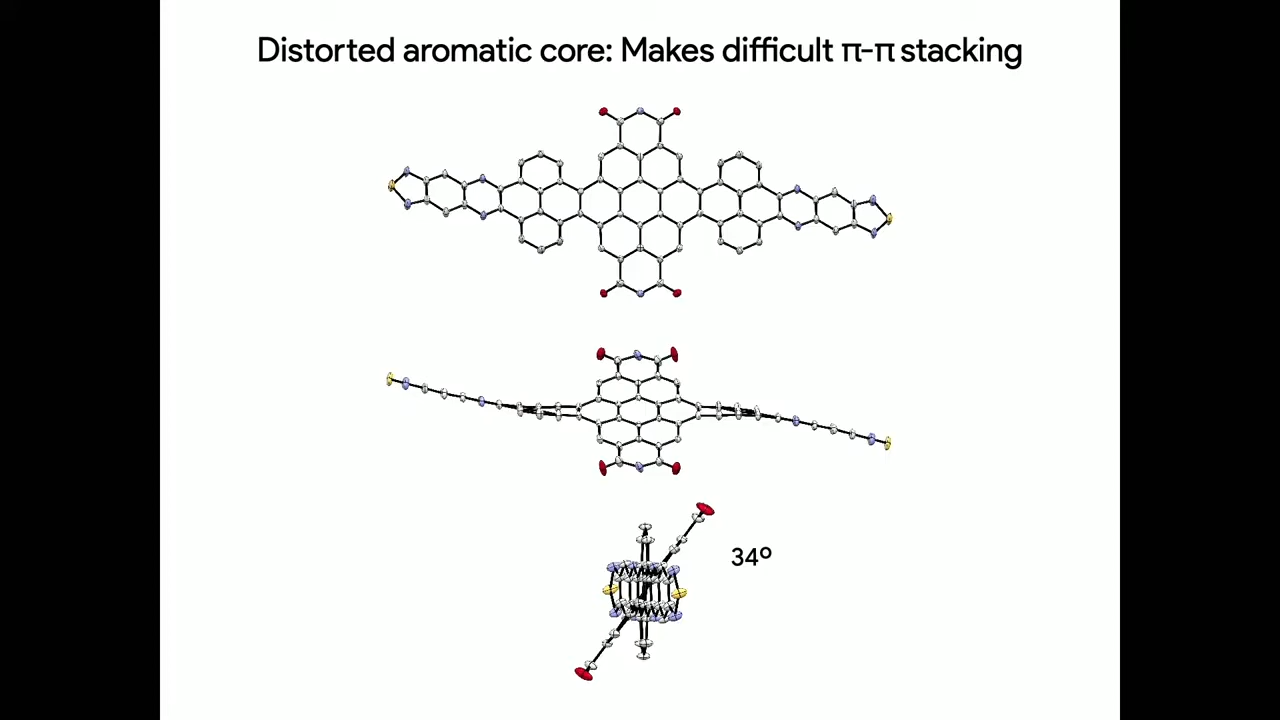 Distorted aromatic core: Makes difficult π-π stacking
34º